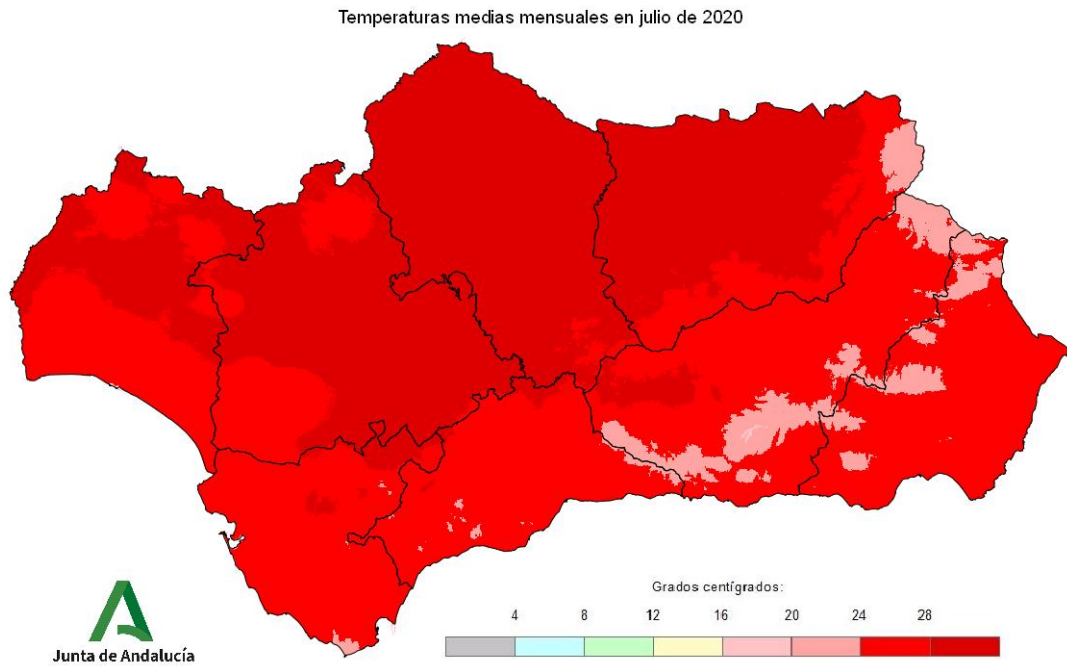 Temperaturas medias mensuales en julio de 2020
Grados centígrados:
4 8 12 16 20 24 28
Junta de Andalucía